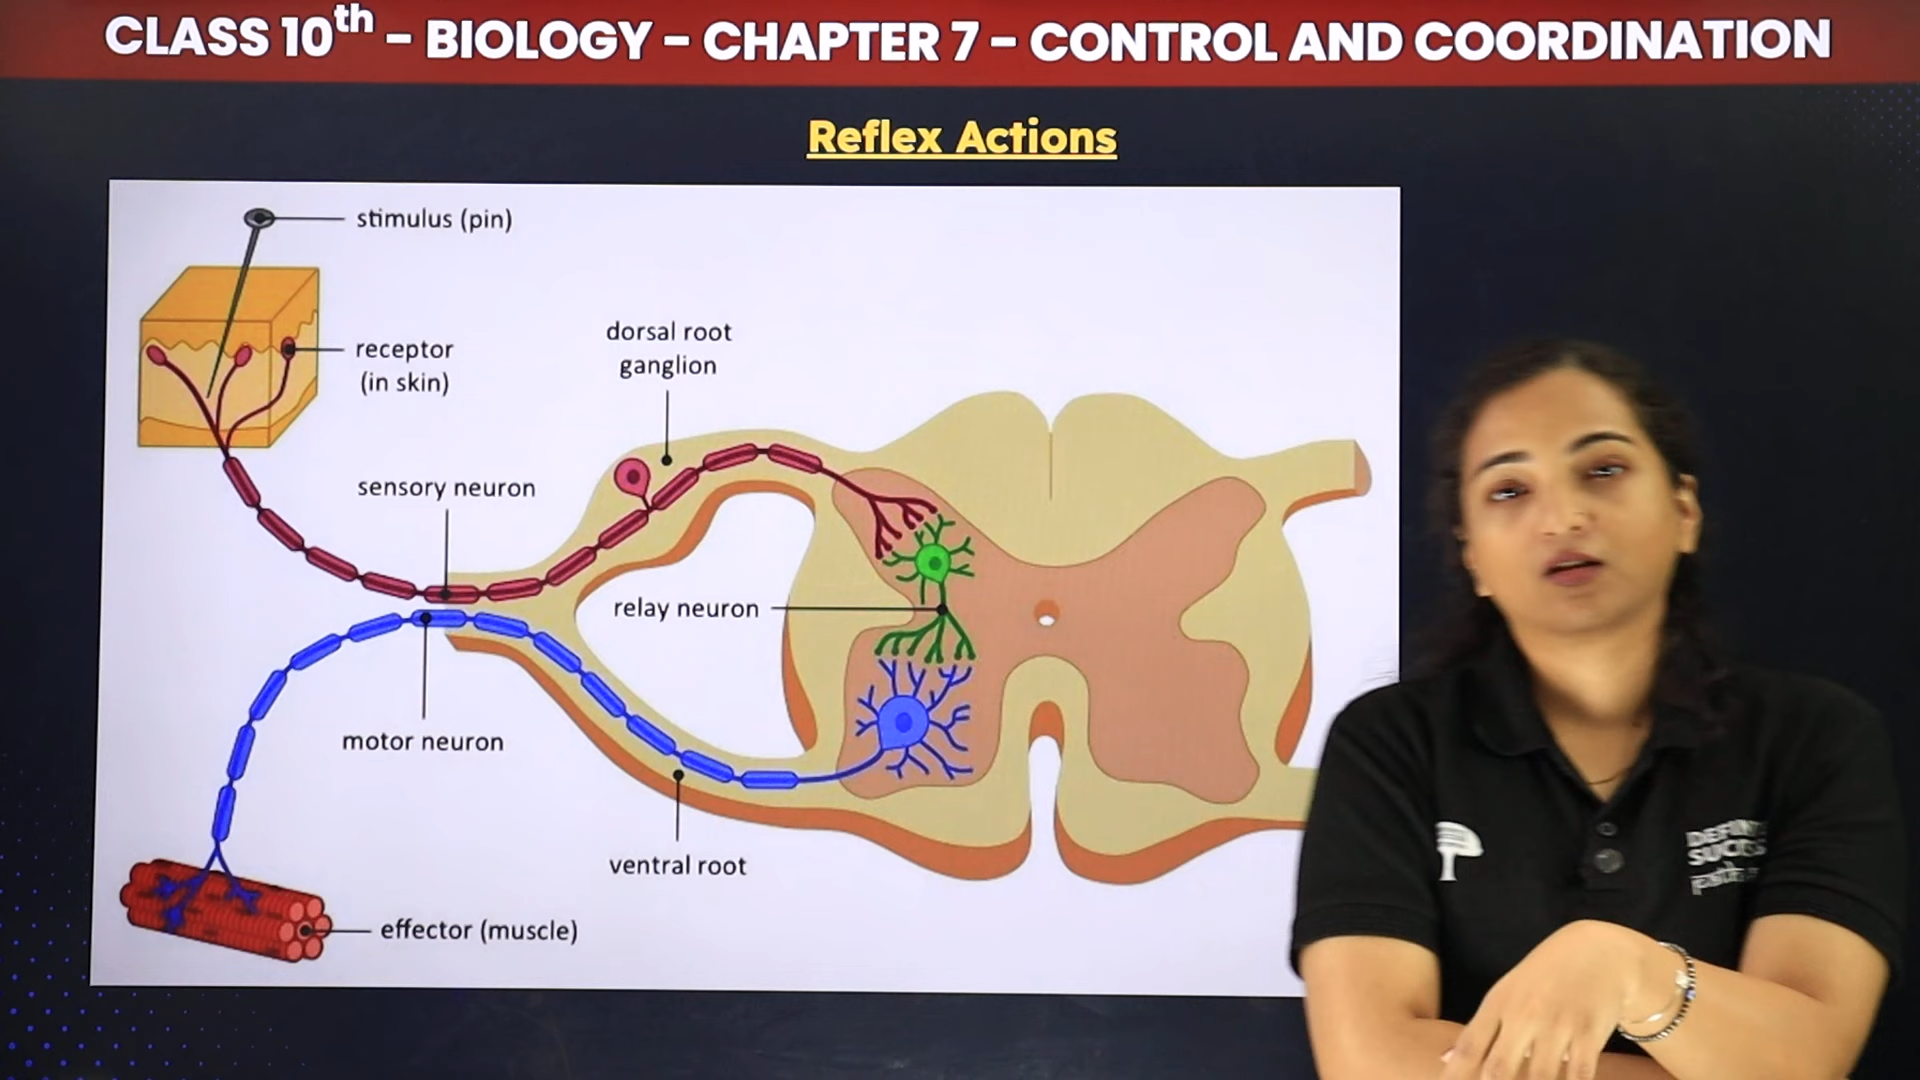 CLASS 10th - BIOLOGY - CHAPTER 7 - CONTROL AND COORDINATION
Reflex Actions
stimulus (pin)
receptor
(in skin)
dorsal root
ganglion
sensory neuron
relay neuron
motor neuron
ventral root
effector (muscle)